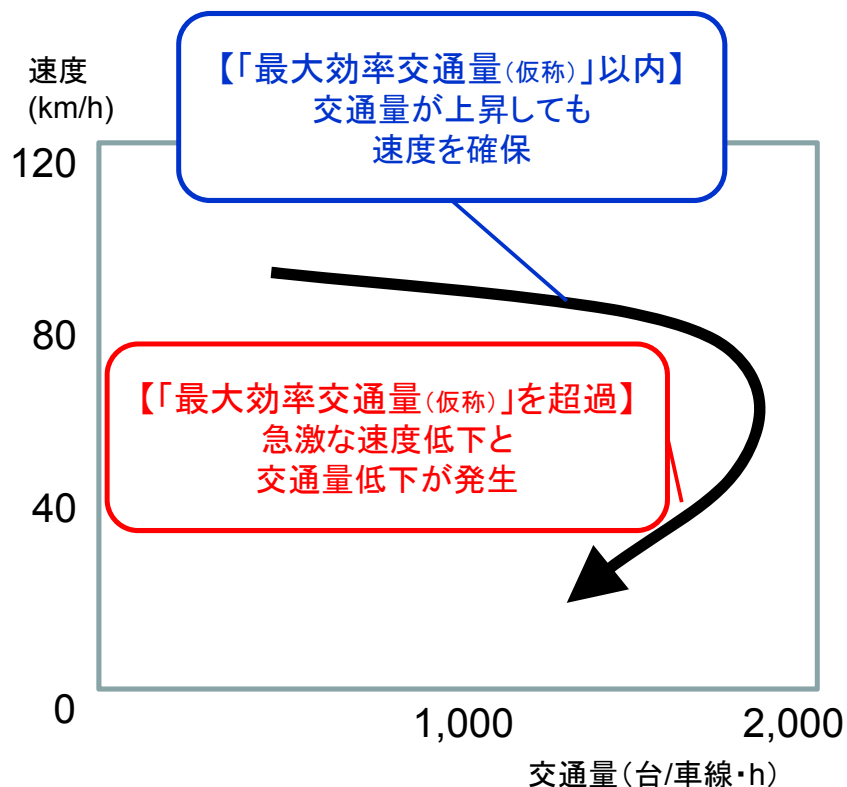 速度
(km/h)
【「最大効率交通量(仮称)」以内】
交通量が上昇しても
速度を確保
120
80
【「最大効率交通量(仮称)」を超過】
急激な速度低下と
交通量低下が発生
40
0
1,000
2,000
交通量(台/車線・h)